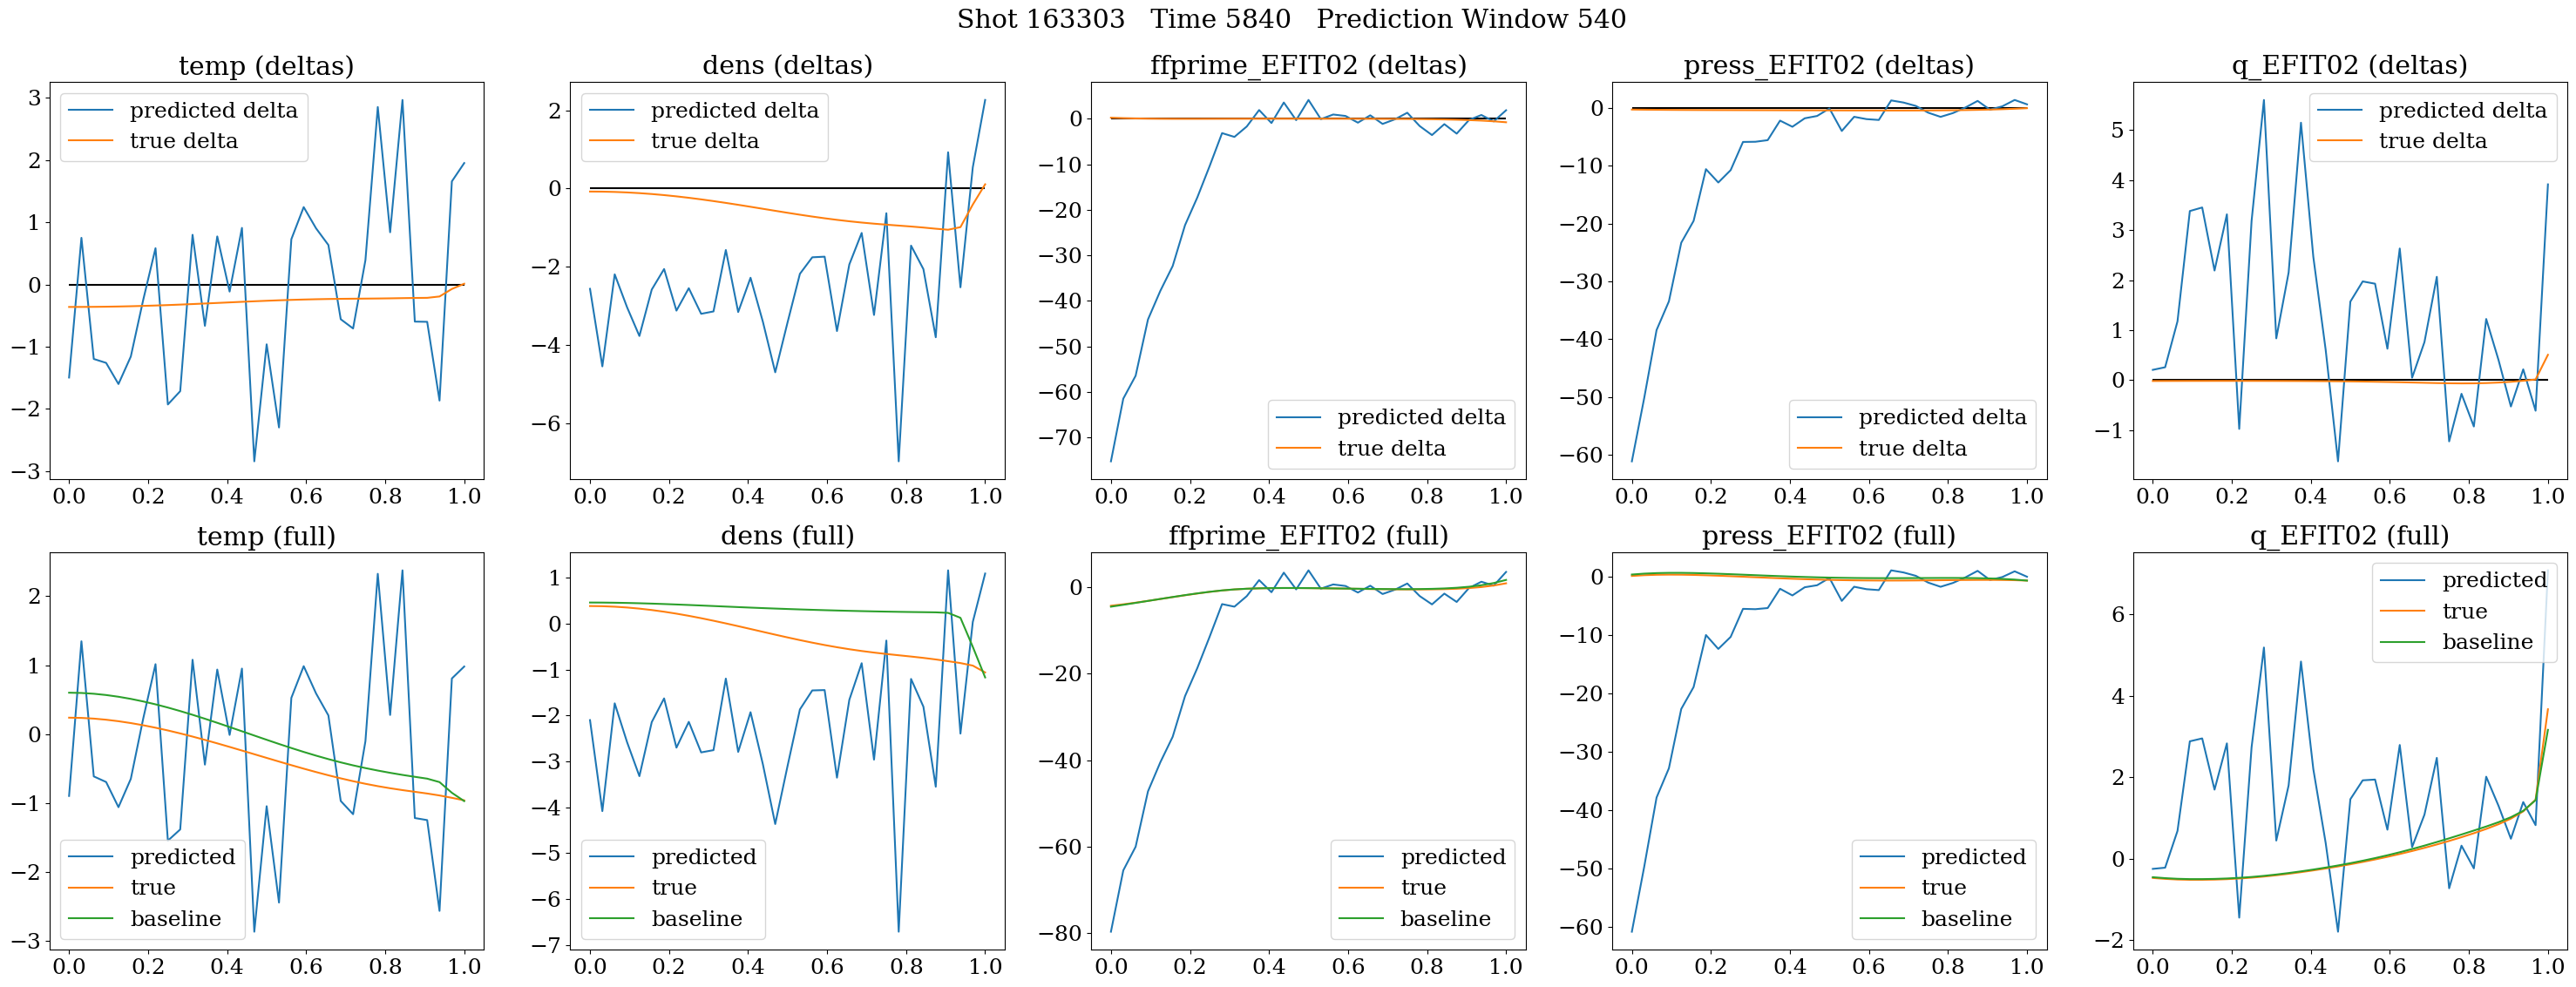 Shot 163303   Time 5840   Prediction Window 540
temp (deltas)
3
2
1
0
−1
−2
−3
0.0 0.2 0.4 0.6 0.8 1.0
predicted delta
true delta
dens (deltas)
2
0
−2
−4
−6
0.0 0.2 0.4 0.6 0.8 1.0
predicted delta
true delta
ffprime_EFIT02 (deltas)
0
−10
−20
−30
−40
−50
−60
−70
0.0 0.2 0.4 0.6 0.8 1.0
predicted delta
true delta
press_EFIT02 (deltas)
0
−10
−20
−30
−40
−50
−60
0.0 0.2 0.4 0.6 0.8 1.0
predicted delta
true delta
q_EFIT02 (deltas)
5
4
3
2
1
0
−1
0.0 0.2 0.4 0.6 0.8 1.0
predicted delta
true delta
temp (full)
2
1
0
−1
−2
−3
0.0 0.2 0.4 0.6 0.8 1.0
predicted
true
baseline
dens (full)
1
0
−1
−2
−3
−4
−5
−6
−7
0.0 0.2 0.4 0.6 0.8 1.0
predicted
true
baseline
ffprime_EFIT02 (full)
0
−20
−40
−60
−80
0.0 0.2 0.4 0.6 0.8 1.0
predicted
true
baseline
press_EFIT02 (full)
0
−10
−20
−30
−40
−50
−60
0.0 0.2 0.4 0.6 0.8 1.0
predicted
true
baseline
q_EFIT02 (full)
6
4
2
0
−2
0.0 0.2 0.4 0.6 0.8 1.0
predicted
true
baseline